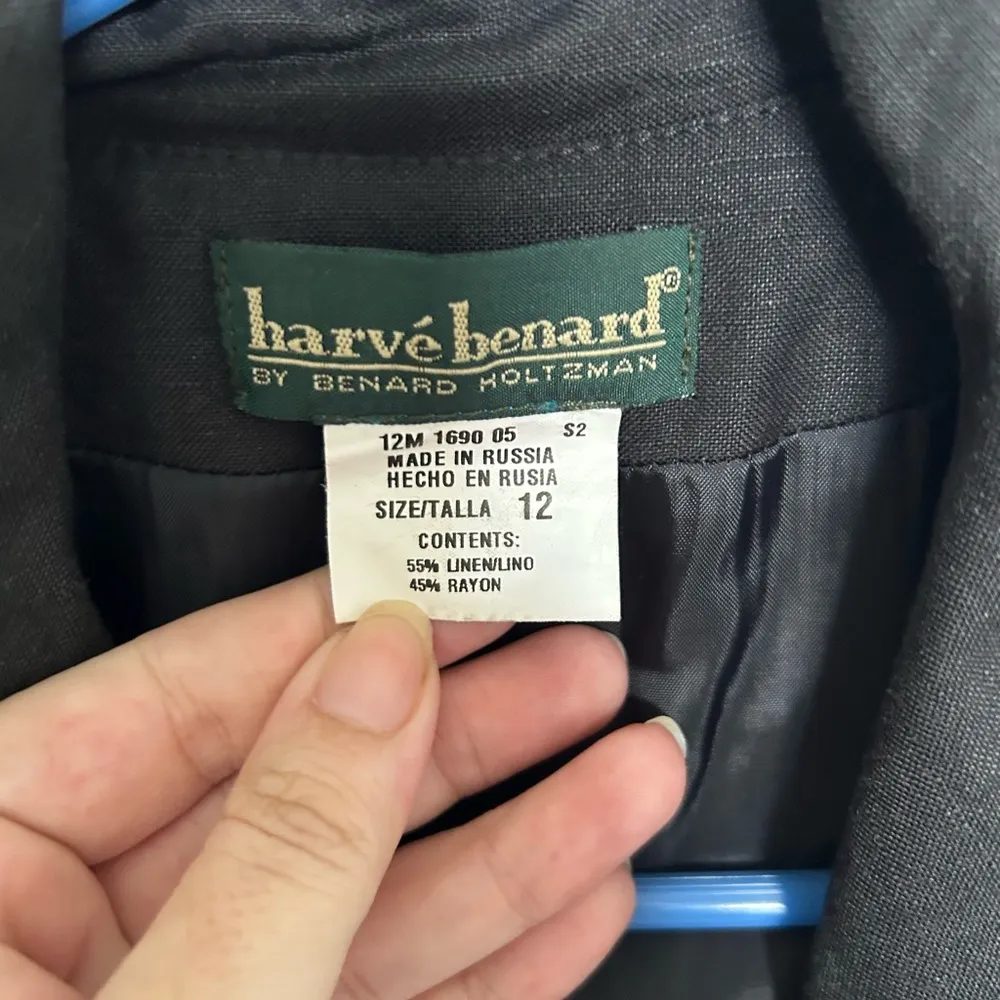 harvé benard®
BY BENARD HOLTZMAN
12M 1690 05 S2
MADE IN RUSSIA
HECHO EN RUSIA
SIZE/TALLA 12
CONTENTS:
55% LINEN/LINO
45% RAYON